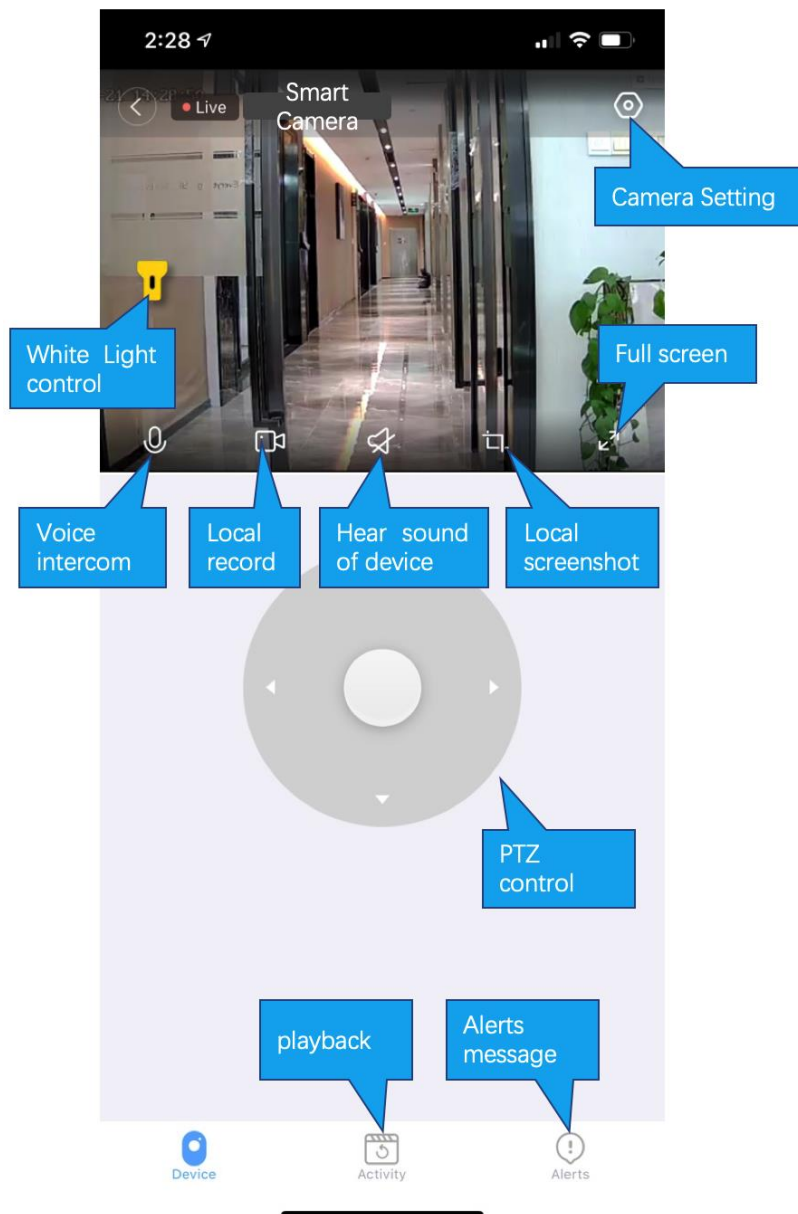 2:28
Live
Smart
Camera
Camera Setting
White Light
control
Full screen
Voice
intercom
Local
record
Hear sound
of device
Local
screenshot
PTZ
control
playback
Alerts
message
Device
Activity
Alerts